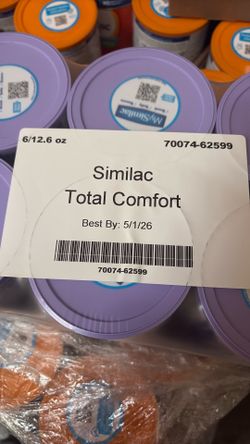 MySimilac
6/12.6 oz 70074-62599
Similac
Total Comfort
Best By: 5/1/26
70074-62599